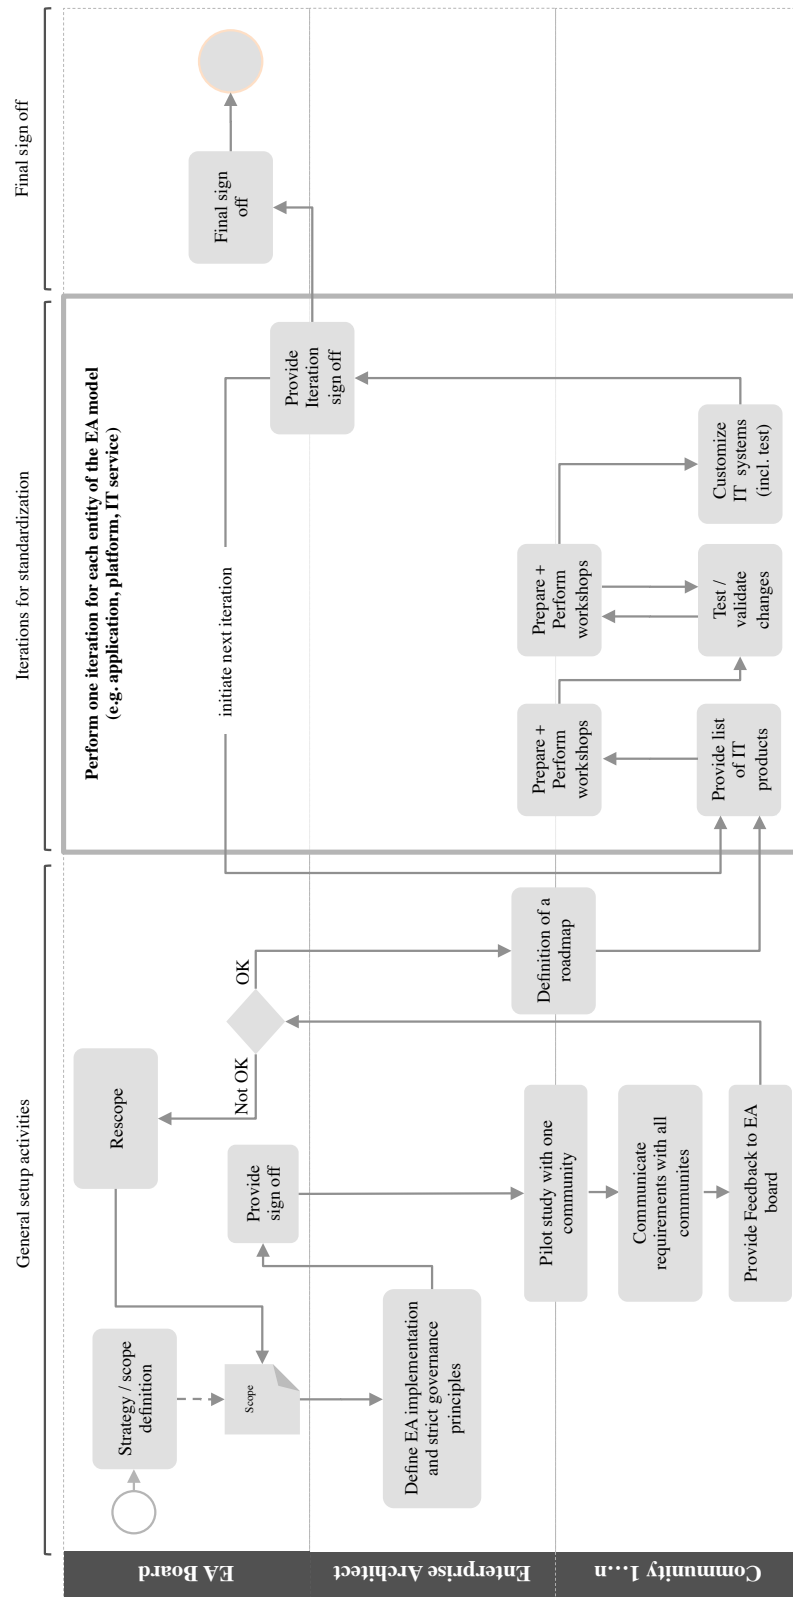 General setup activities
Iterations for standardization
Final sign off
EA Board
Enterprise Architect
Community 1…n
Strategy / scope
definition
Scope
Rescope
Not OK
OK
Provide
sign off
Define EA implementation
and strict governance
principles
Pilot study with one
community
Communicate
requirements with all
communites
Provide Feedback to EA
board
Definition of a
roadmap
Perform one iteration for each entity of the EA model
(e.g. application, platform, IT service)
initiate next iteration
Provide list
of IT
products
Prepare +
Perform
workshops
Test /
validate
changes
Prepare +
Perform
workshops
Customize
IT systems
(incl. test)
Provide
Iteration
sign off
Final sign
off